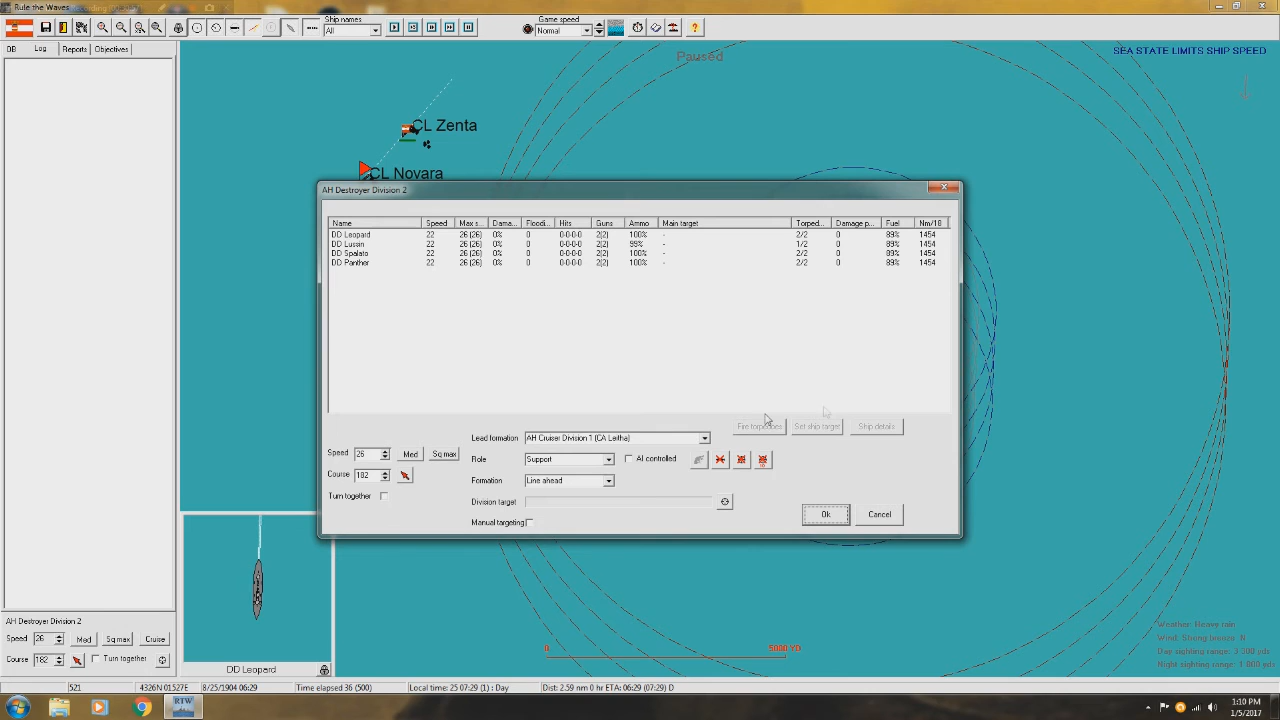 Rule the Waves
Ship names
All
Game speed
Normal
DB Log Reports Objectives
Paused
SEA STATE LIMITS SHIP SPEED
CL Zenta
CL Novara
AH Destroyer Division 2
Name Speed Max s... Dama... Floodi... Hits Guns Ammo Main target Torped... Damage p... Fuel Nm/18
DD Leopard 22 26 (26) 0% 0 0-0-0-0 2(2) 100% - 2/2 0 89% 1454
DD Lussin 22 26 (26) 0% 0 0-0-0-0 2(2) 99% - 1/2 0 89% 1454
DD Spalato 22 26 (26) 0% 0 0-0-0-0 2(2) 100% - 2/2 0 89% 1454
DD Panther 22 26 (26) 0% 0 0-0-0-0 2(2) 100% - 2/2 0 89% 1454
Fire torpedoes Set ship target Ship details
Lead formation AH Cruiser Division 1 (CA Leitha)
Speed 26 Med Sq max
Role Support AI controlled
Course 182
Formation Line ahead
Turn together
Division target
Manual targeting
Ok Cancel
AH Destroyer Division 2
Speed 26 Med Sq max Cruise
Course 182 Turn together
DD Leopard
0 5000 YD
Weather: Heavy rain
Wind: Strong breeze N
Day sighting range: 3,500 yds
Night sighting range: 1,000 yds
521 4326N 01527E 8/25/1904 06:29 Time elapsed 36 (500) Local time: 25 07:29 (1) : Day Dist: 2.59 nm 0 hr ETA: 06:29 (07:29) D
RTW
1:10 PM
1/5/2017